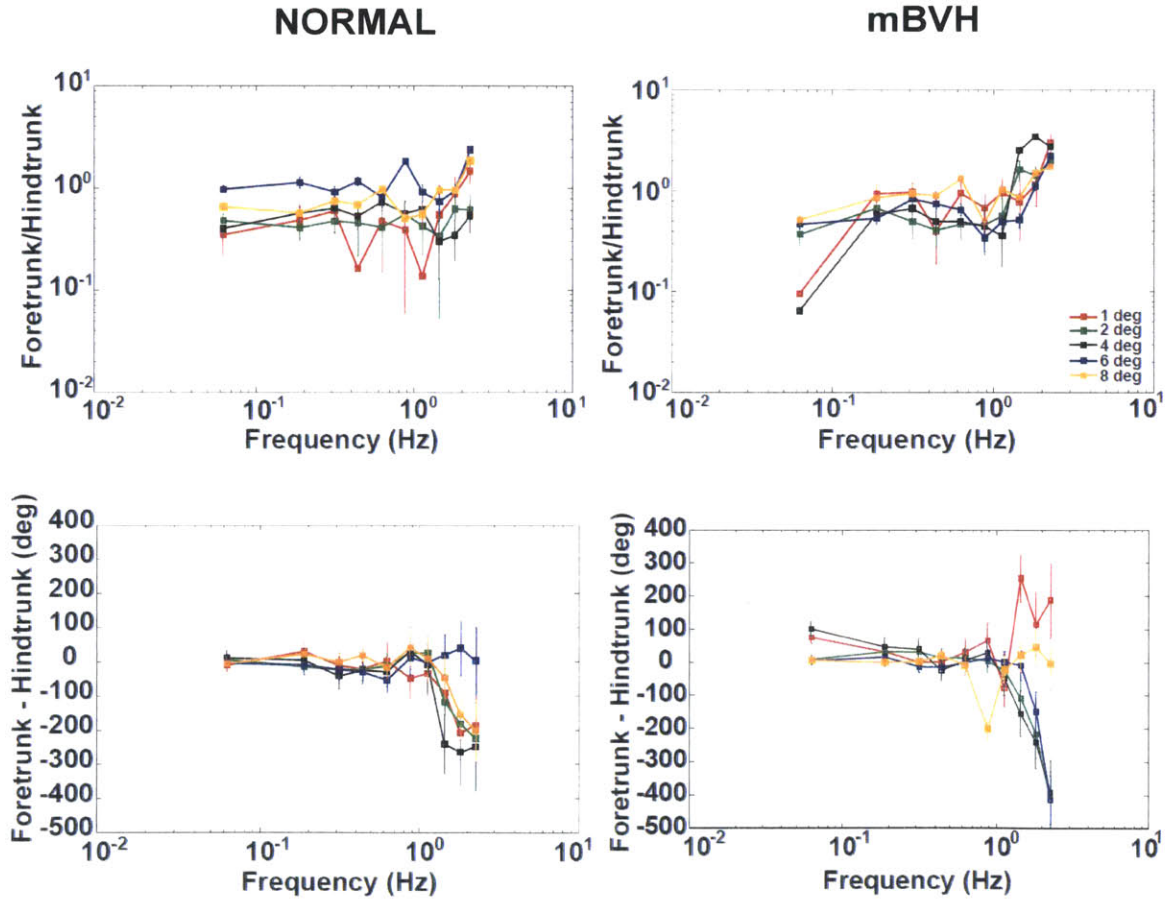 NORMAL
mBVH
Foretrunk/Hindtrunk
10^1
10^0
10^-1
10^-2
10^-2
10^-1
10^0
10^1
Frequency (Hz)
Foretrunk/Hindtrunk
10^1
10^0
10^-1
10^-2
1 deg
2 deg
4 deg
6 deg
8 deg
10^-2
10^-1
10^0
10^1
Frequency (Hz)
Foretrunk - Hindtrunk (deg)
400
300
200
100
0
-100
-200
-300
-400
-500
10^-2
10^-1
10^0
10^1
Frequency (Hz)
Foretrunk - Hindtrunk (deg)
400
300
200
100
0
-100
-200
-300
-400
-500
10^-2
10^-1
10^0
10^1
Frequency (Hz)